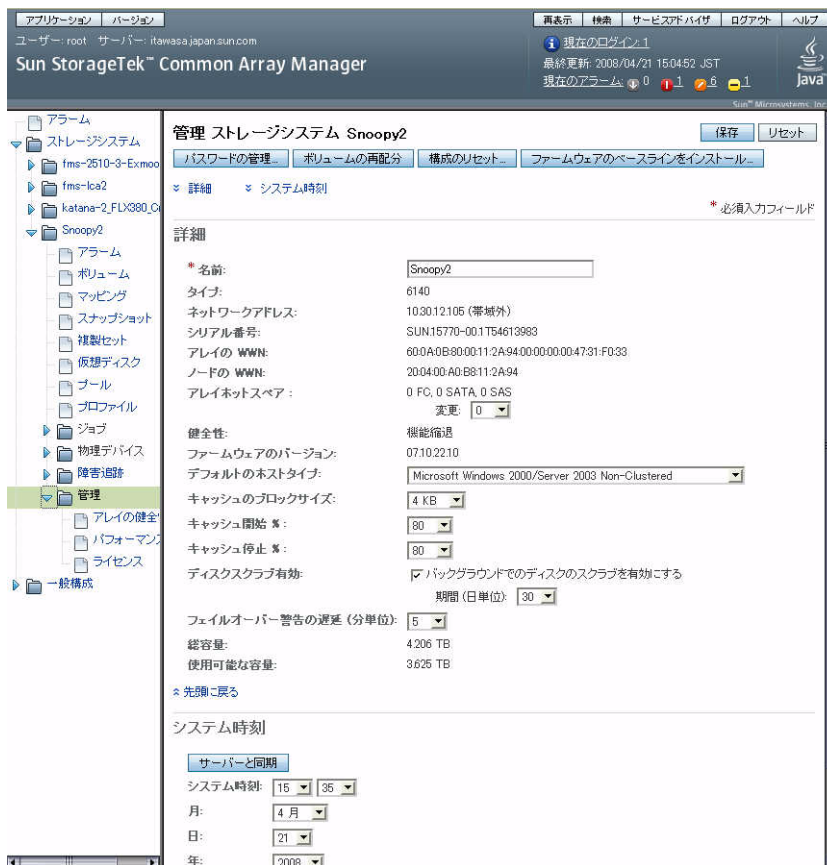 アプリケーション バージョン
再表示 検索 サービスアドバイザ ログアウト ヘルプ
ユーザー: root サーバー: itawasa.japan.sun.com
現在のログイン: 1
Sun StorageTek™ Common Array Manager
最終更新: 2008/04/21 15:04:52 JST
現在のアラーム: 0 1 6 1
Java
Sun™ Microsystems, Inc.
アラーム
ストレージシステム
fms-2510-3-Exmoo
fms-lca2
katana-2_FLX380_Cr
Snoopy2
アラーム
ボリューム
マッピング
スナップショット
複製セット
仮想ディスク
プール
プロファイル
ジョブ
物理デバイス
障害追跡
管理
アレイの健全
パフォーマン
ライセンス
一般構成
管理 ストレージシステム Snoopy2
保存 リセット
パスワードの管理... ボリュームの再配分 構成のリセット... ファームウェアのベースラインをインストール...
詳細 システム時刻
* 必須入力フィールド
詳細
* 名前: Snoopy2
タイプ: 6140
ネットワークアドレス: 10.30.12.105 (帯域外)
シリアル番号: SUN.15770-00.1T54613983
アレイの WWN: 60:0A:0B:80:00:11:2A:94:00:00:00:00:47:31:F0:33
ノードの WWN: 20:04:00:A0:B8:11:2A:94
アレイホットスペア : 0 FC, 0 SATA, 0 SAS
変更: 0
健全性: 機能縮退
ファームウェアのバージョン: 07.10.22.10
デフォルトのホストタイプ: Microsoft Windows 2000/Server 2003 Non-Clustered
キャッシュのブロックサイズ: 4 KB
キャッシュ開始 % : 80
キャッシュ停止 % : 80
ディスクスクラブ有効: バックグラウンドでのディスクのスクラブを有効にする
期間 (日単位): 30
フェイルオーバー警告の遅延 (分単位): 5
総容量: 4.206 TB
使用可能な容量: 3.625 TB
先頭に戻る
システム時刻
サーバーと同期
システム時刻: 15 35
月: 4 月
日: 21
年: 2008